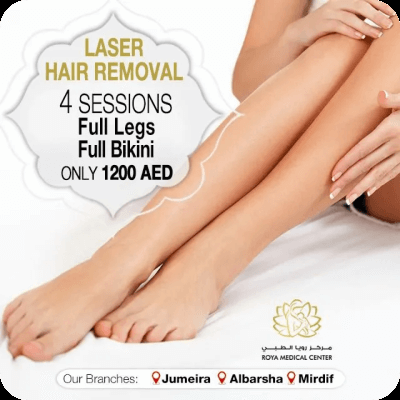 LASER
HAIR REMOVAL
4 SESSIONS
Full Legs
Full Bikini
ONLY 1200 AED
مركز رويا الطبي
ROYA MEDICAL CENTER
Our Branches: Jumeira Albarsha Mirdif